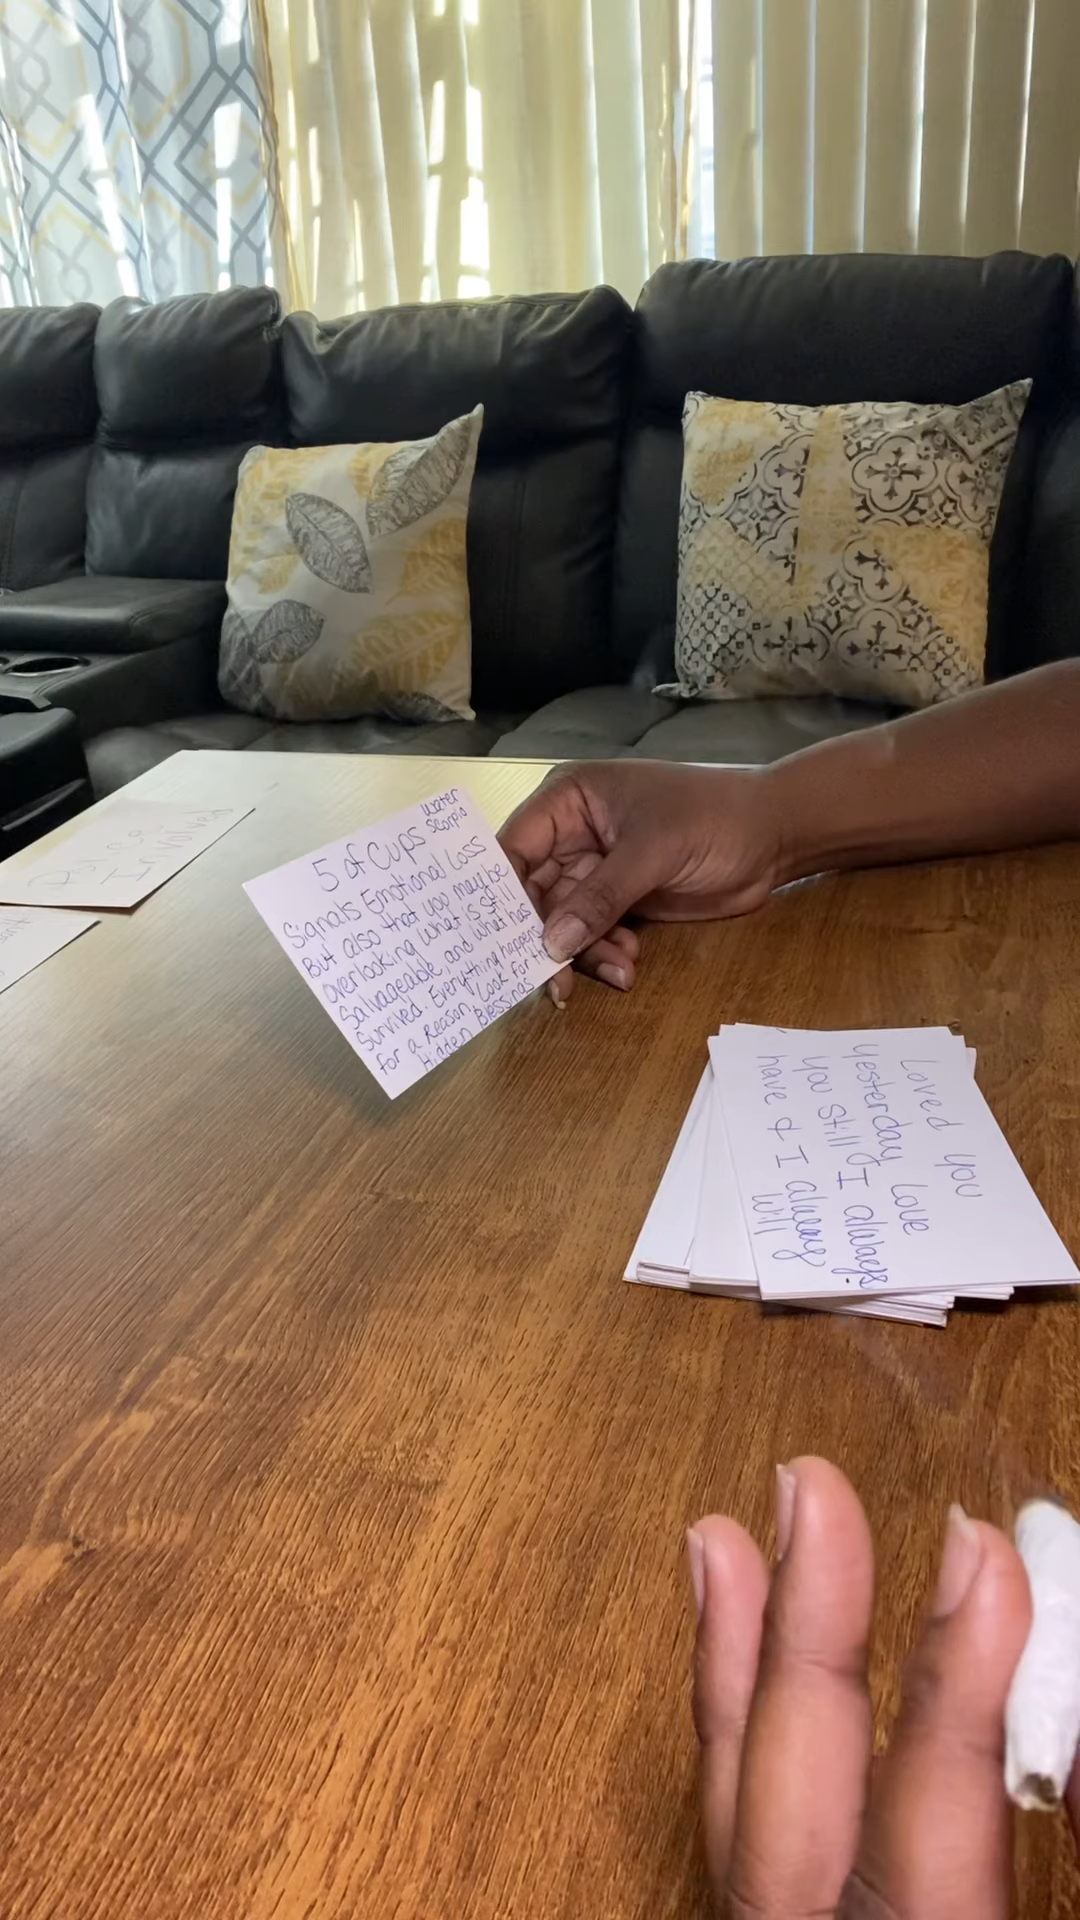 5 of Cups
Water
Scorpio
Signals Emotional Loss
But also that you may be
overlooking what is still
Salvageable and what has
Survived. Everything happens
for a Reason, Look for the
Hidden Blessings
Police
Involved
Loved you
yesterday Love
you still I always
have & I always
will